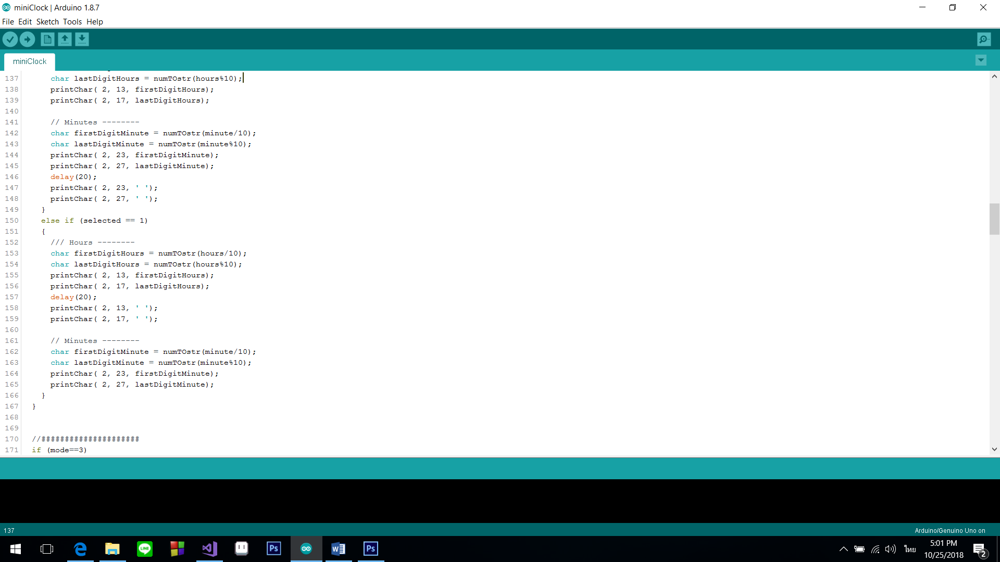 miniClock | Arduino 1.8.7
File Edit Sketch Tools Help
miniClock
137 char lastDigitHours = numTOstr(hours%10);
138 printChar( 2, 13, firstDigitHours);
139 printChar( 2, 17, lastDigitHours);
140
141 // Minutes --------
142 char firstDigitMinute = numTOstr(minute/10);
143 char lastDigitMinute = numTOstr(minute%10);
144 printChar( 2, 23, firstDigitMinute);
145 printChar( 2, 27, lastDigitMinute);
146 delay(20);
147 printChar( 2, 23, ' ');
148 printChar( 2, 27, ' ');
149 }
150 else if (selected == 1)
151 {
152 /// Hours --------
153 char firstDigitHours = numTOstr(hours/10);
154 char lastDigitHours = numTOstr(hours%10);
155 printChar( 2, 13, firstDigitHours);
156 printChar( 2, 17, lastDigitHours);
157 delay(20);
158 printChar( 2, 13, ' ');
159 printChar( 2, 17, ' ');
160
161 // Minutes --------
162 char firstDigitMinute = numTOstr(minute/10);
163 char lastDigitMinute = numTOstr(minute%10);
164 printChar( 2, 23, firstDigitMinute);
165 printChar( 2, 27, lastDigitMinute);
166 }
167 }
168
169
170 //#####################
171 if (mode==3)
137
Arduino/Genuino Uno on
LINE
Ps
Ps
ไทย
5:01 PM
10/25/2018
2